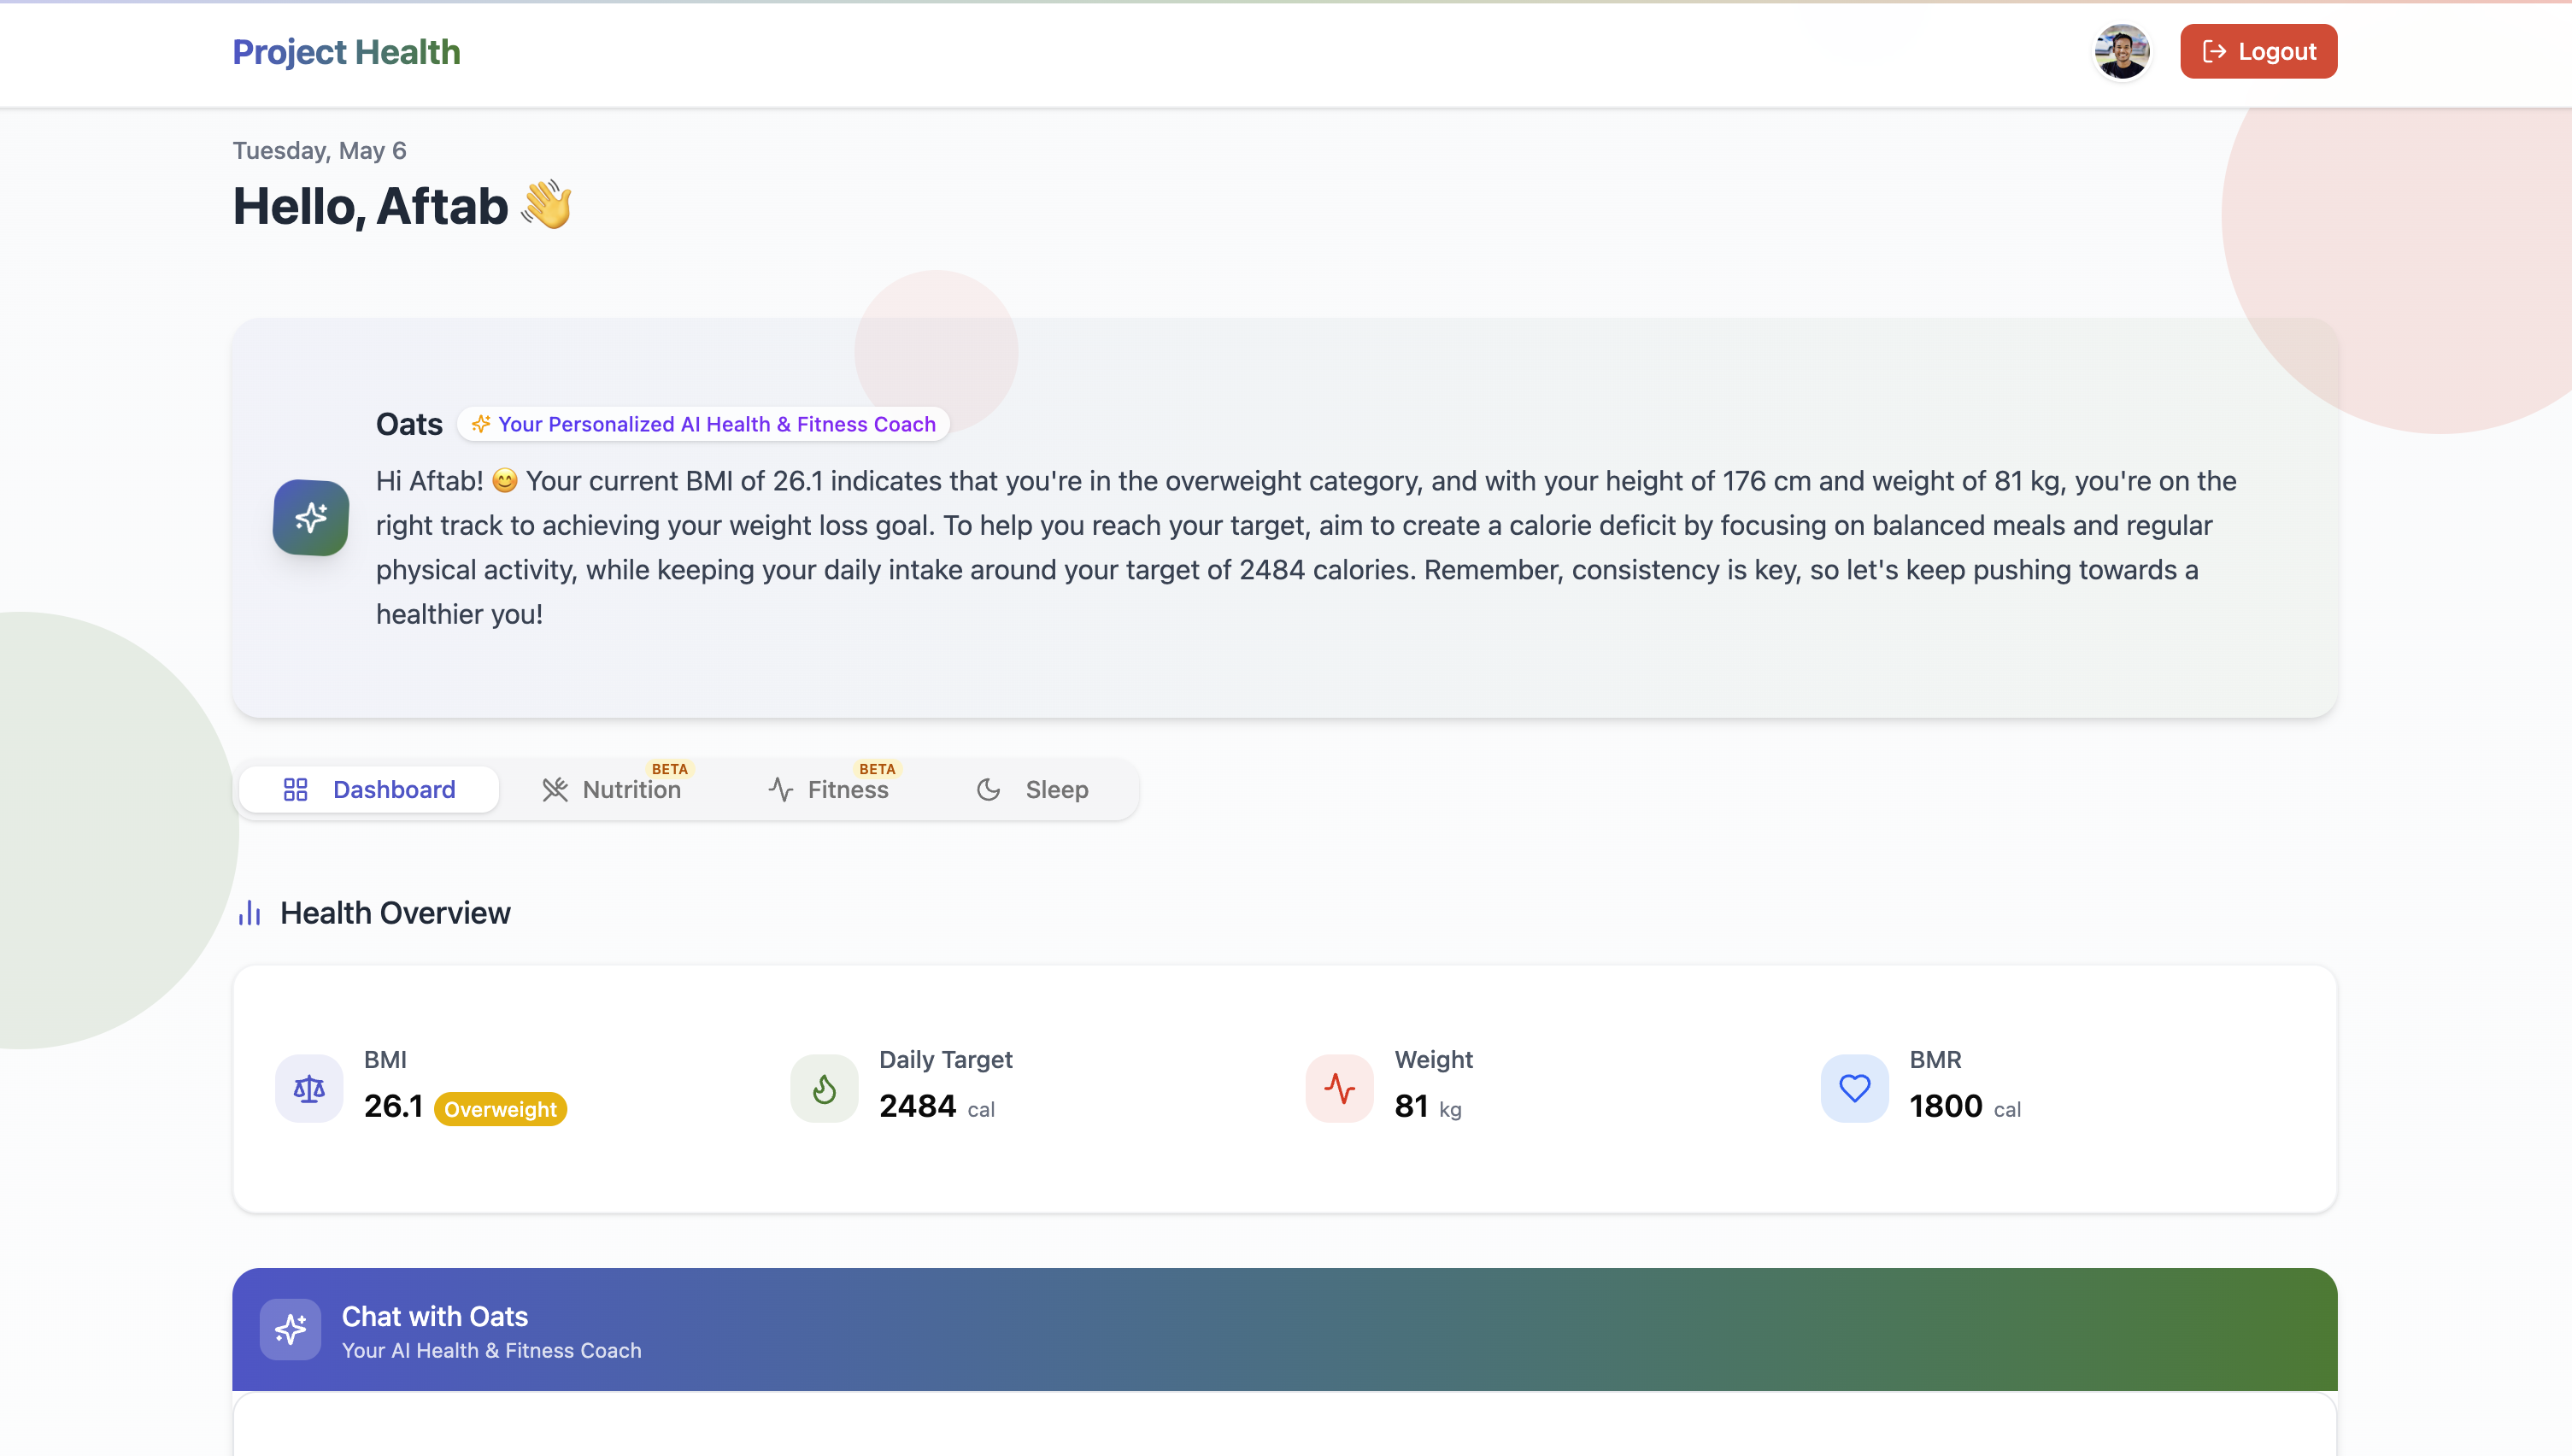 Project Health
Logout
Tuesday, May 6
Hello, Aftab 👋
Oats
Your Personalized AI Health & Fitness Coach
Hi Aftab! 😊 Your current BMI of 26.1 indicates that you're in the overweight category, and with your height of 176 cm and weight of 81 kg, you're on the
right track to achieving your weight loss goal. To help you reach your target, aim to create a calorie deficit by focusing on balanced meals and regular
physical activity, while keeping your daily intake around your target of 2484 calories. Remember, consistency is key, so let's keep pushing towards a
healthier you!
Dashboard
Nutrition BETA
Fitness BETA
Sleep
Health Overview
BMI
26.1 Overweight
Daily Target
2484 cal
Weight
81 kg
BMR
1800 cal
Chat with Oats
Your AI Health & Fitness Coach